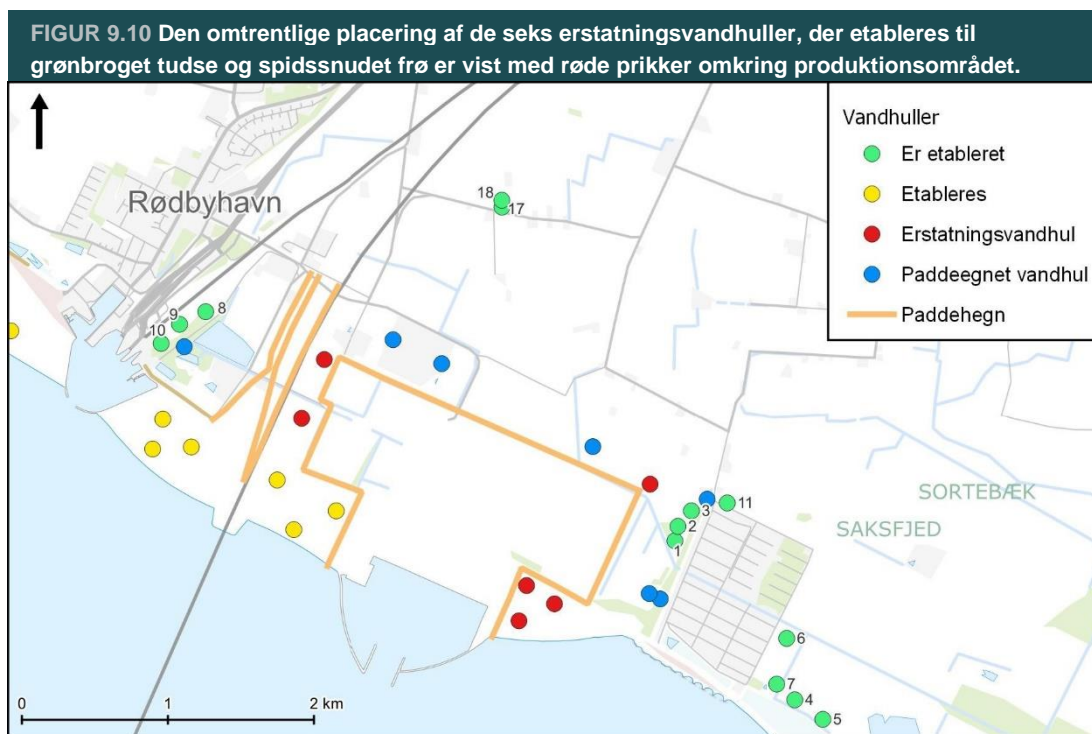 FIGUR 9.10 Den omtrentlige placering af de seks erstatningsvandhuller, der etableres til
grønbroget tudse og spidssnudet frø er vist med røde prikker omkring produktionsområdet.
Vandhuller
Er etableret
Etableres
Erstatningsvandhul
Paddeegnet vandhul
Paddehegn
Rødbyhavn
18
17
8
9
10
11
3
2
1
SORTEBÆK
SAKSFJED
6
7
4
5
0 1 2 km